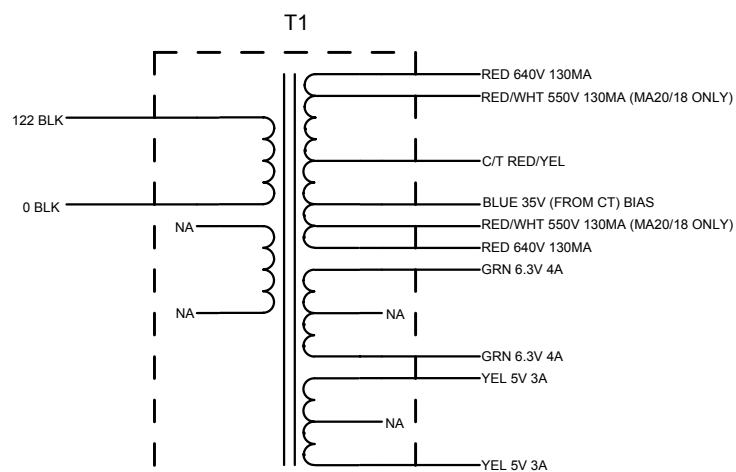 T1
RED 640V 130MA
RED/WHT 550V 130MA (MA20/18 ONLY)
122 BLK
C/T RED/YEL
0 BLK
BLUE 35V (FROM CT) BIAS
NA
RED/WHT 550V 130MA (MA20/18 ONLY)
RED 640V 130MA
GRN 6.3V 4A
NA
NA
GRN 6.3V 4A
YEL 5V 3A
NA
YEL 5V 3A